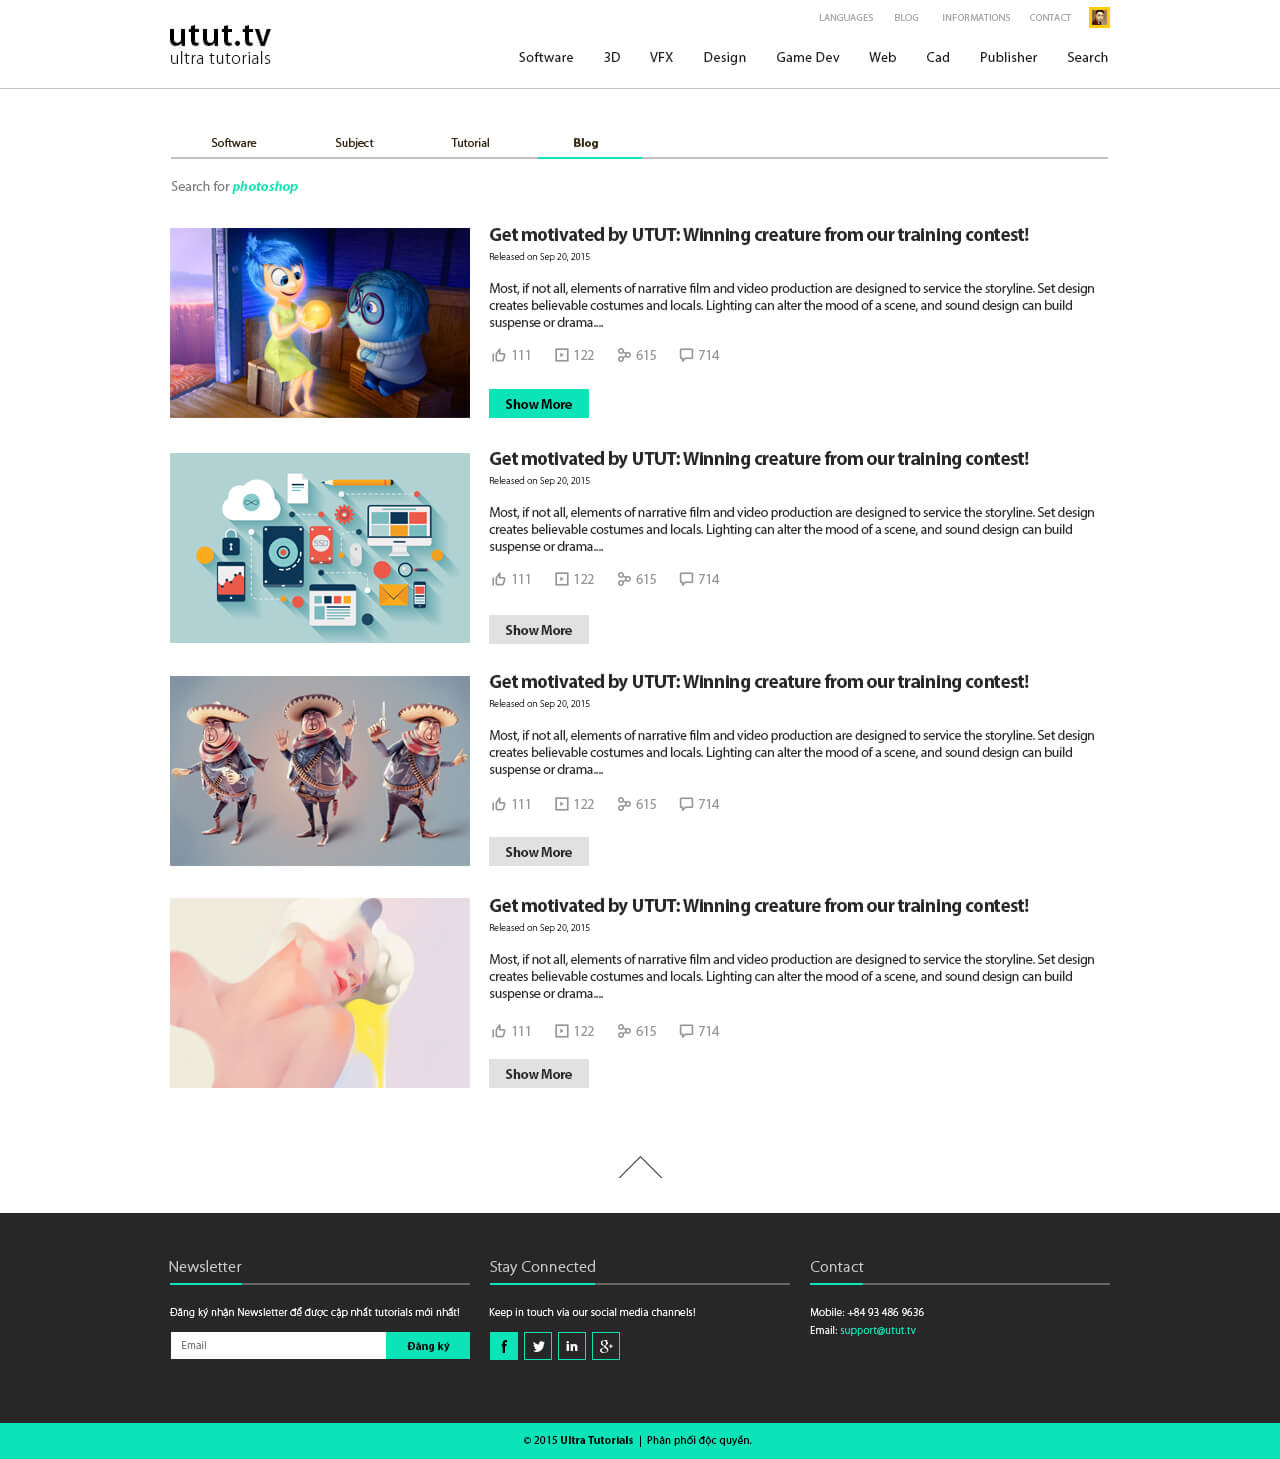 LANGUAGES BLOG INFORMATIONS CONTACT
utut.tv
ultra tutorials
Software 3D VFX Design Game Dev Web Cad Publisher Search
Software Subject Tutorial Blog
Search for photoshop
Get motivated by UTUT: Winning creature from our training contest!
Released on Sep 20, 2015
Most, if not all, elements of narrative film and video production are designed to service the storyline. Set design
creates believable costumes and locals. Lighting can alter the mood of a scene, and sound design can build
suspense or drama.....
111 122 615 714
Show More
SSD
Get motivated by UTUT: Winning creature from our training contest!
Released on Sep 20, 2015
Most, if not all, elements of narrative film and video production are designed to service the storyline. Set design
creates believable costumes and locals. Lighting can alter the mood of a scene, and sound design can build
suspense or drama.....
111 122 615 714
Show More
Get motivated by UTUT: Winning creature from our training contest!
Released on Sep 20, 2015
Most, if not all, elements of narrative film and video production are designed to service the storyline. Set design
creates believable costumes and locals. Lighting can alter the mood of a scene, and sound design can build
suspense or drama.....
111 122 615 714
Show More
Get motivated by UTUT: Winning creature from our training contest!
Released on Sep 20, 2015
Most, if not all, elements of narrative film and video production are designed to service the storyline. Set design
creates believable costumes and locals. Lighting can alter the mood of a scene, and sound design can build
suspense or drama.....
111 122 615 714
Show More
Newsletter
Đăng ký nhận Newsletter để được cập nhất tutorials mới nhất!
Email Đăng ký
Stay Connected
Keep in touch via our social media channels!
f in g+
Contact
Mobile: +84 93 486 9636
Email: support@utut.tv
© 2015 Ultra Tutorials | Phân phối độc quyền.